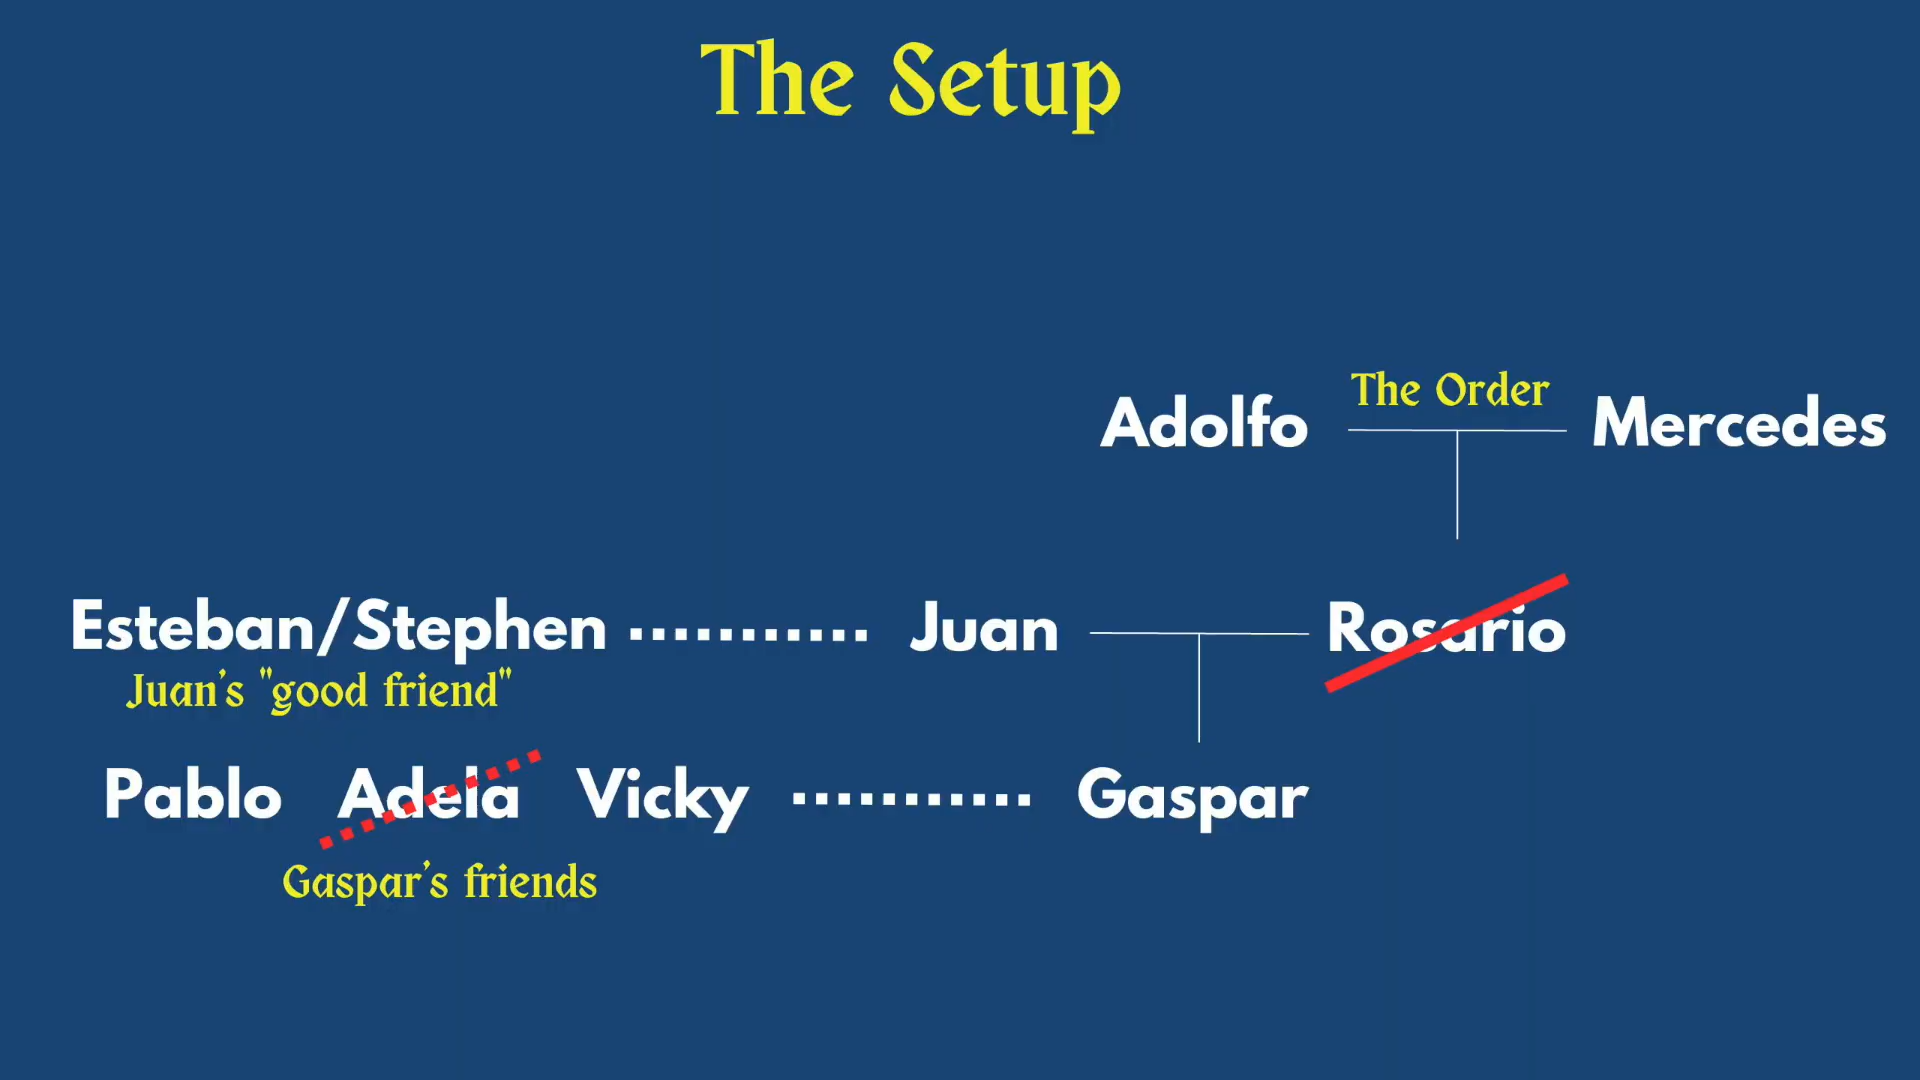 The Setup
The Order
Adolfo Mercedes
Esteban/Stephen Juan Rosario
Juan's "good friend"
Pablo Adela Vicky Gaspar
Gaspar's friends